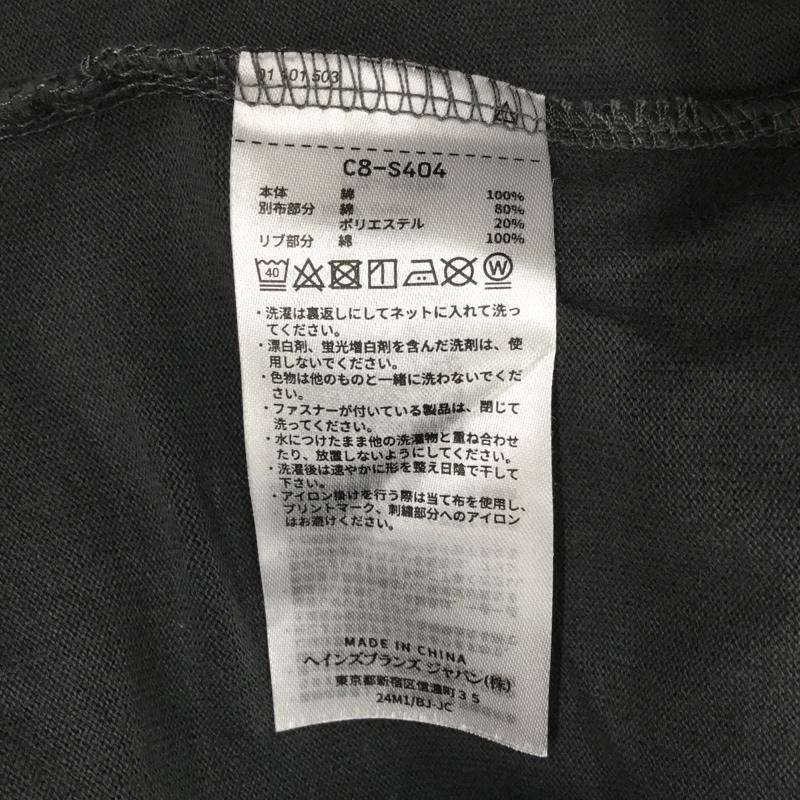 01 101 503
C8-S404
本体 綿 100%
別布部分 綿 80%
ポリエステル 20%
リブ部分 綿 100%
40
W
・洗濯は裏返しにしてネットに入れて洗っ
てください。
・漂白剤、蛍光増白剤を含んだ洗剤は、使
用しないでください。
・色物は他のものと一緒に洗わないでくだ
さい。
・ファスナーが付いている製品は、閉じて
洗ってください。
・水につけたまま他の洗濯物と重ね合わせ
たり、放置しないようにしてください。
・洗濯後は速やかに形を整え日陰で干して
下さい。
・アイロン掛けを行う際は当て布を使用し、
プリントマーク、刺繍部分へのアイロン
はお避けください。
MADE IN CHINA
ヘインズブランズ ジャパン(株)
東京都新宿区信濃町35
24M1/BJ-JC